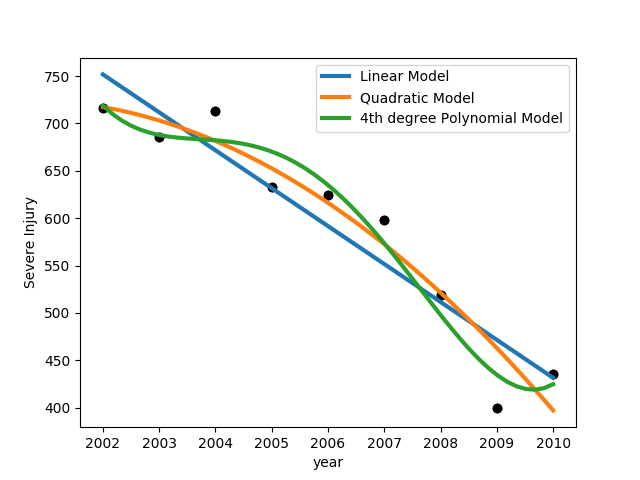 Linear Model
Quadratic Model
4th degree Polynomial Model
750
700
650
600
550
500
450
400
Severe Injury
2002 2003 2004 2005 2006 2007 2008 2009 2010
year